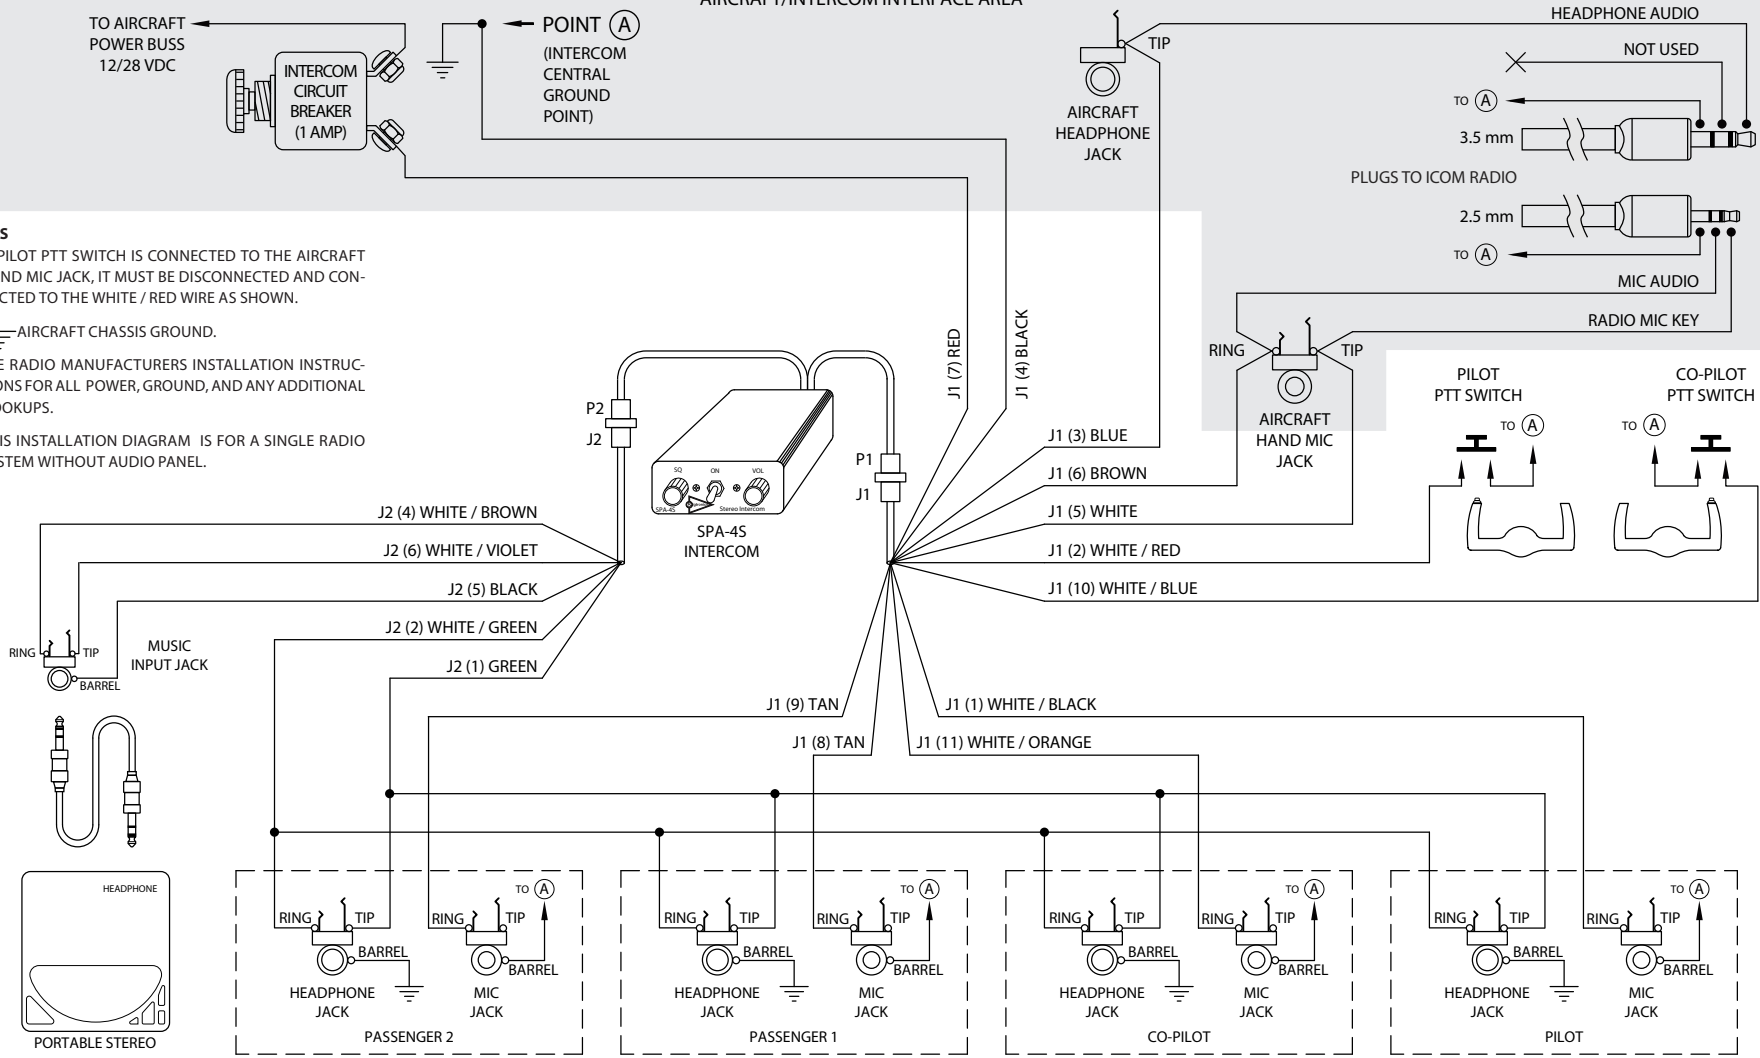 AIRCRAFT/INTERCOM INTERFACE AREA
TO AIRCRAFT
POWER BUSS
12/28 VDC
INTERCOM
CIRCUIT
BREAKER
(1 AMP)
POINT A
(INTERCOM
CENTRAL
GROUND
POINT)
TIP
AIRCRAFT
HEADPHONE
JACK
HEADPHONE AUDIO
NOT USED
TO A
3.5 mm
PLUGS TO ICOM RADIO
2.5 mm
TO A
MIC AUDIO
RADIO MIC KEY
RING
TIP
AIRCRAFT
HAND MIC
JACK
S
PILOT PTT SWITCH IS CONNECTED TO THE AIRCRAFT
ND MIC JACK, IT MUST BE DISCONNECTED AND CON-
CTED TO THE WHITE / RED WIRE AS SHOWN.
AIRCRAFT CHASSIS GROUND.
E RADIO MANUFACTURERS INSTALLATION INSTRUC-
ONS FOR ALL POWER, GROUND, AND ANY ADDITIONAL
OOKUPS.
IS INSTALLATION DIAGRAM IS FOR A SINGLE RADIO
STEM WITHOUT AUDIO PANEL.
PILOT
PTT SWITCH
TO A
CO-PILOT
PTT SWITCH
TO A
P2
J2
P1
J1
SQ
ON
VOL
SPA-4S
Stereo Intercom
SPA-4S
INTERCOM
J1 (7) RED
J1 (4) BLACK
J1 (3) BLUE
J1 (6) BROWN
J1 (5) WHITE
J1 (2) WHITE / RED
J1 (10) WHITE / BLUE
J2 (4) WHITE / BROWN
J2 (6) WHITE / VIOLET
J2 (5) BLACK
J2 (2) WHITE / GREEN
J2 (1) GREEN
RING
TIP
BARREL
MUSIC
INPUT JACK
J1 (9) TAN
J1 (1) WHITE / BLACK
J1 (8) TAN
J1 (11) WHITE / ORANGE
HEADPHONE
PORTABLE STEREO
RING
TIP
BARREL
HEADPHONE
JACK
RING
TIP
TO A
BARREL
MIC
JACK
PASSENGER 2
RING
TIP
BARREL
HEADPHONE
JACK
RING
TIP
TO A
BARREL
MIC
JACK
PASSENGER 1
RING
TIP
BARREL
HEADPHONE
JACK
RING
TIP
TO A
BARREL
MIC
JACK
CO-PILOT
RING
TIP
BARREL
HEADPHONE
JACK
RING
TIP
TO A
BARREL
MIC
JACK
PILOT